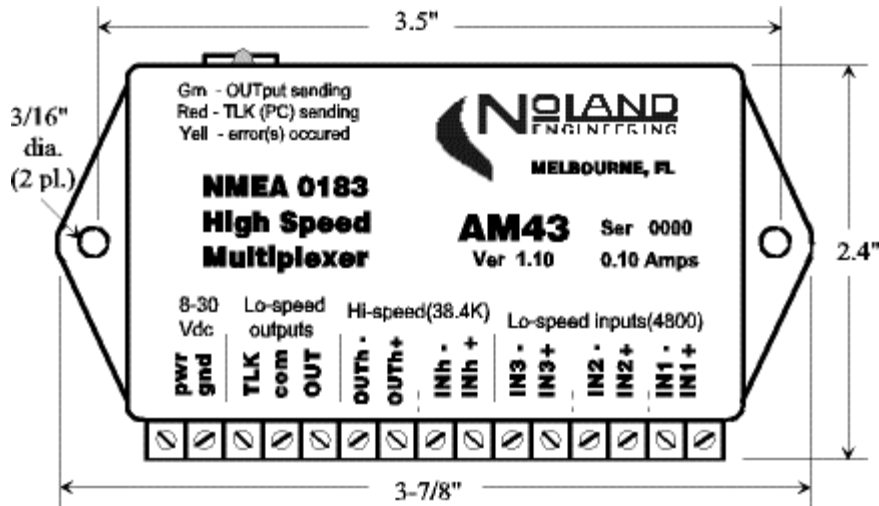 3.5"
Grn - OUTput sending
Red - TLK (PC) sending
Yell - error(s) occured
3/16"
dia.
(2 pl.)
NOLAND
ENGINEERING
MELBOURNE, FL
NMEA 0183
High Speed
Multiplexer
AM43
Ser 0000
Ver 1.10
0.10 Amps
2.4"
8-30
Vdc
Lo-speed
outputs
Hi-speed(38.4K)
Lo-speed inputs(4800)
pwr
gnd
TLK
com
OUT
OUTh -
OUTh+
INh -
INh +
IN3 -
IN3+
IN2 -
IN2+
IN1 -
IN1+
3-7/8"